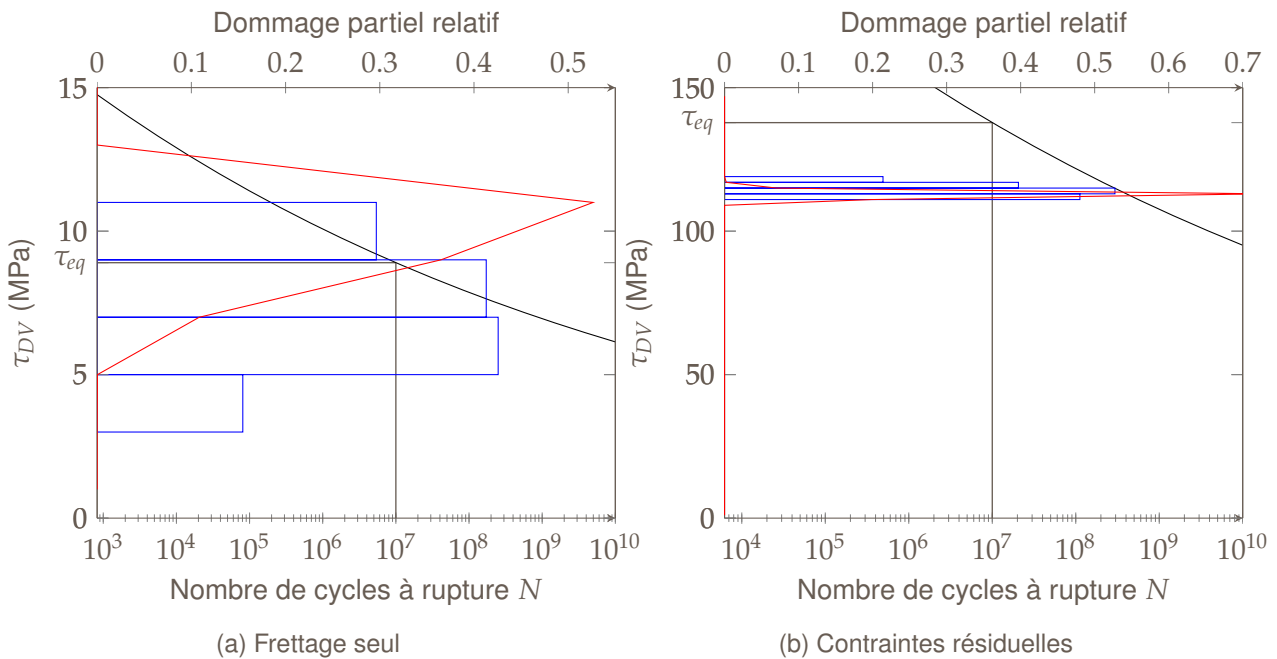 Dommage partiel relatif
0 0.1 0.2 0.3 0.4 0.5
15
10
τeq
5
0
τDV (MPa)
10³ 10⁴ 10⁵ 10⁶ 10⁷ 10⁸ 10⁹ 10¹⁰
Nombre de cycles à rupture N
(a) Frettage seul
Dommage partiel relatif
0 0.1 0.2 0.3 0.4 0.5 0.6 0.7
150
τeq
100
50
0
τDV (MPa)
10⁴ 10⁵ 10⁶ 10⁷ 10⁸ 10⁹ 10¹⁰
Nombre de cycles à rupture N
(b) Contraintes résiduelles